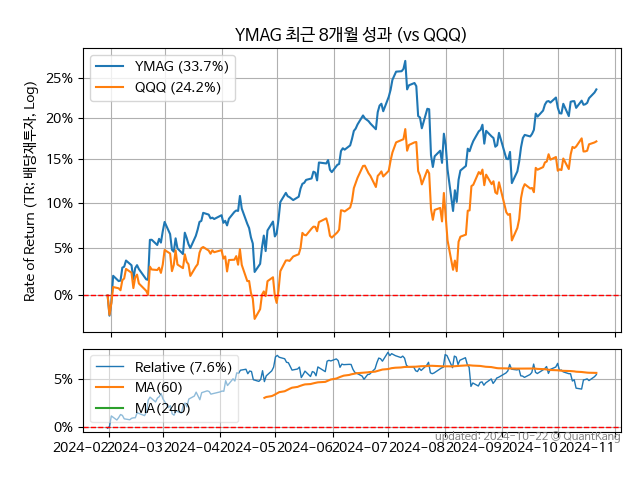 YMAG 최근 8개월 성과 (vs QQQ)
YMAG (33.7%)
QQQ (24.2%)
Rate of Return (TR: 배당재투자, Log)
25%
20%
15%
10%
5%
0%
Relative (7.6%)
MA(60)
MA(240)
5%
0%
2024-02 2024-03 2024-04 2024-05 2024-06 2024-07 2024-08 2024-09 2024-10 2024-11
updated: 2024-10-22 © QuantKang